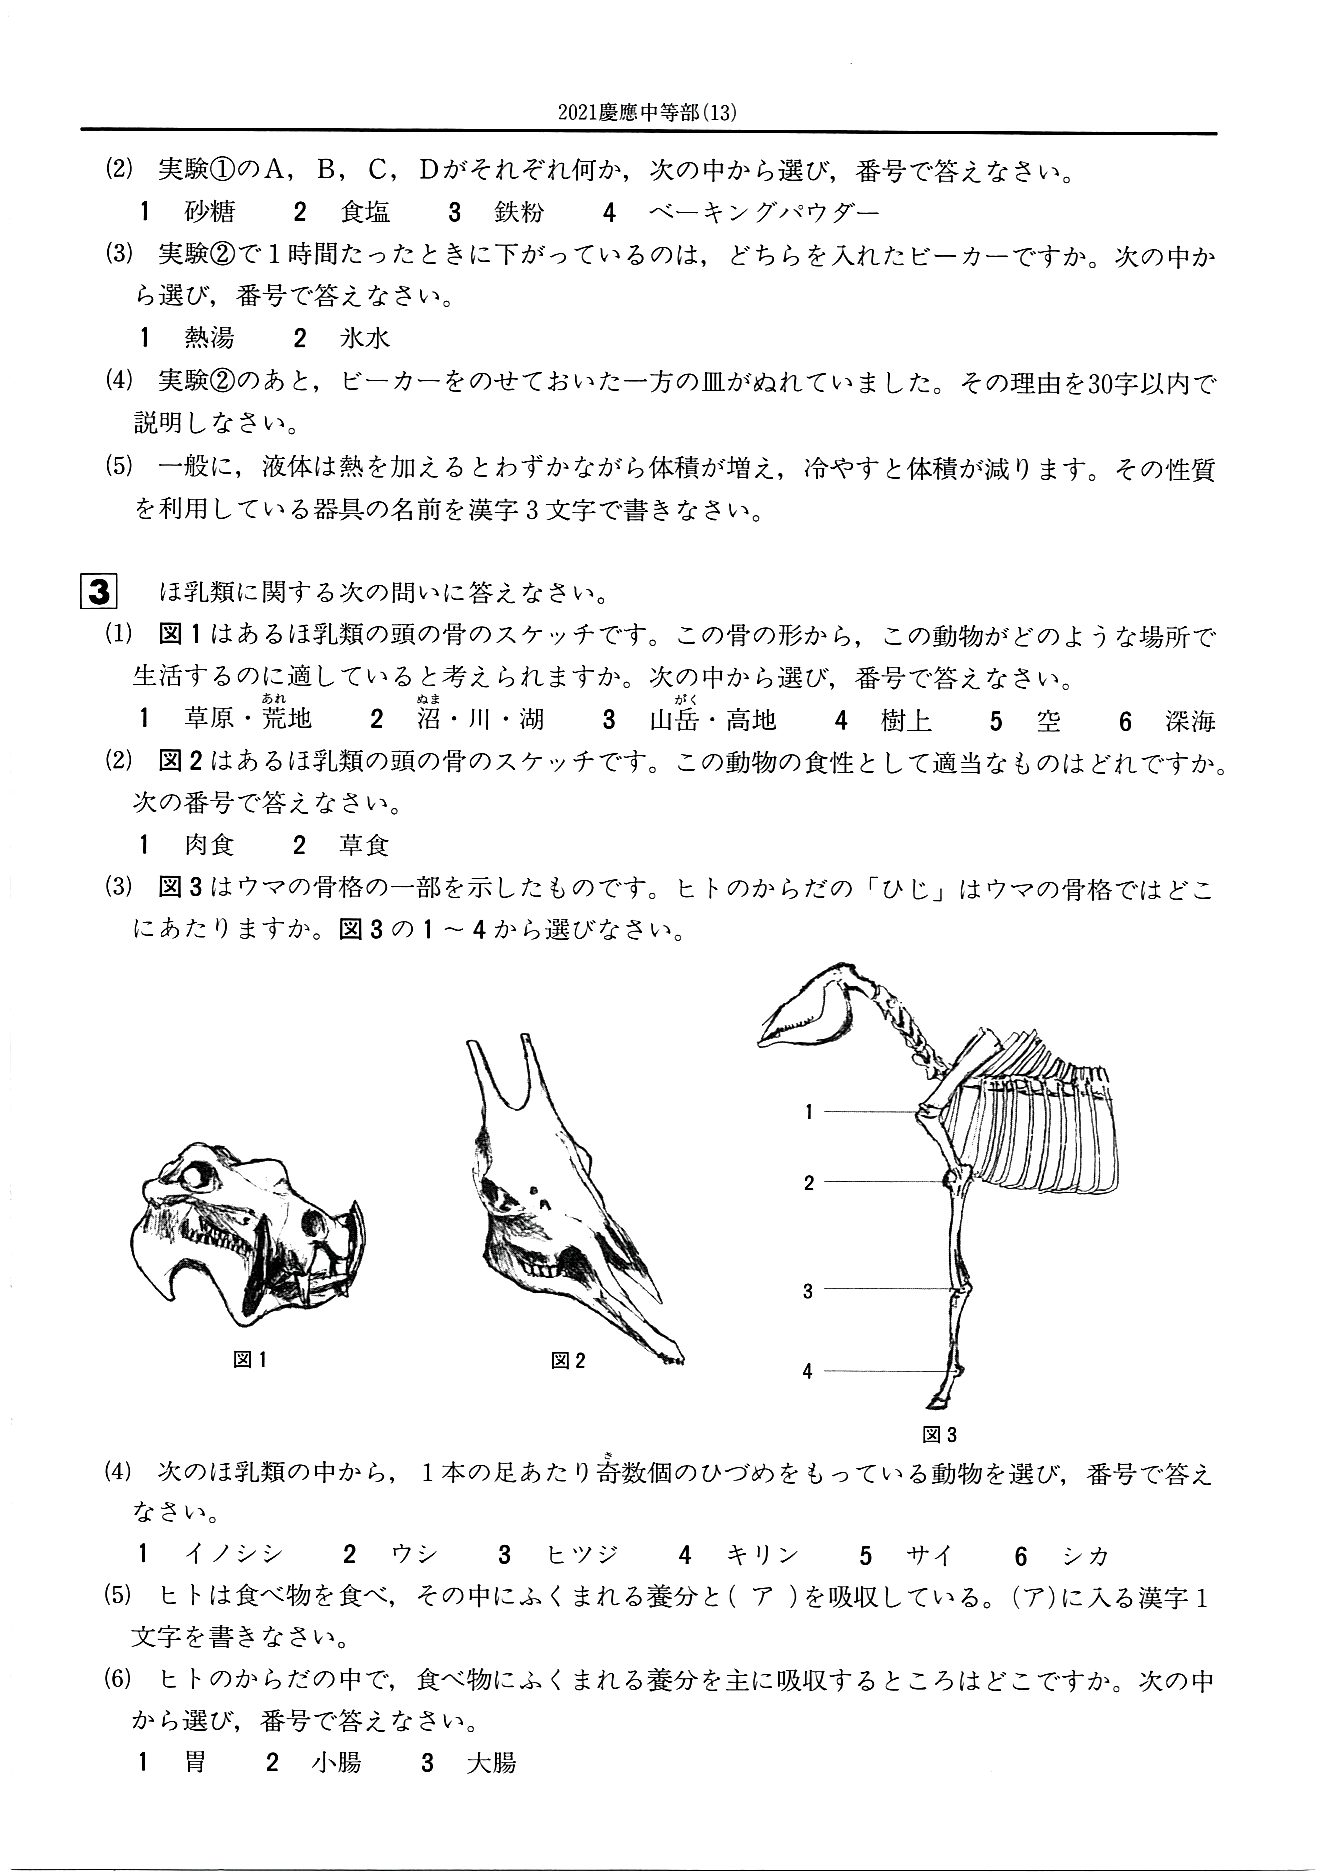 2021慶應中等部(13)
(2) 実験①のA，B，C，Dがそれぞれ何か，次の中から選び，番号で答えなさい。
1 砂糖 2 食塩 3 鉄粉 4 ベーキングパウダー
(3) 実験②で1時間たったときに下がっているのは，どちらを入れたビーカーですか。次の中か
ら選び，番号で答えなさい。
1 熱湯 2 氷水
(4) 実験②のあと，ビーカーをのせておいた一方の皿がぬれていました。その理由を30字以内で
説明しなさい。
(5) 一般に，液体は熱を加えるとわずかながら体積が増え，冷やすと体積が減ります。その性質
を利用している器具の名前を漢字3文字で書きなさい。
3 ほ乳類に関する次の問いに答えなさい。
(1) 図1はあるほ乳類の頭の骨のスケッチです。この骨の形から，この動物がどのような場所で
生活するのに適していると考えられますか。次の中から選び，番号で答えなさい。
あれ ぬま がく
1 草原・荒地 2 沼・川・湖 3 山岳・高地 4 樹上 5 空 6 深海
(2) 図2はあるほ乳類の頭の骨のスケッチです。この動物の食性として適当なものはどれですか。
次の番号で答えなさい。
1 肉食 2 草食
(3) 図3はウマの骨格の一部を示したものです。ヒトのからだの「ひじ」はウマの骨格ではどこ
にあたりますか。図3の1～4から選びなさい。
1
2
3
4
図1
図2
図3
き
(4) 次のほ乳類の中から，1本の足あたり奇数個のひづめをもっている動物を選び，番号で答え
なさい。
1 イノシシ 2 ウシ 3 ヒツジ 4 キリン 5 サイ 6 シカ
(5) ヒトは食べ物を食べ，その中にふくまれる養分と( ア )を吸収している。(ア)に入る漢字1
文字を書きなさい。
(6) ヒトのからだの中で，食べ物にふくまれる養分を主に吸収するところはどこですか。次の中
から選び，番号で答えなさい。
1 胃 2 小腸 3 大腸